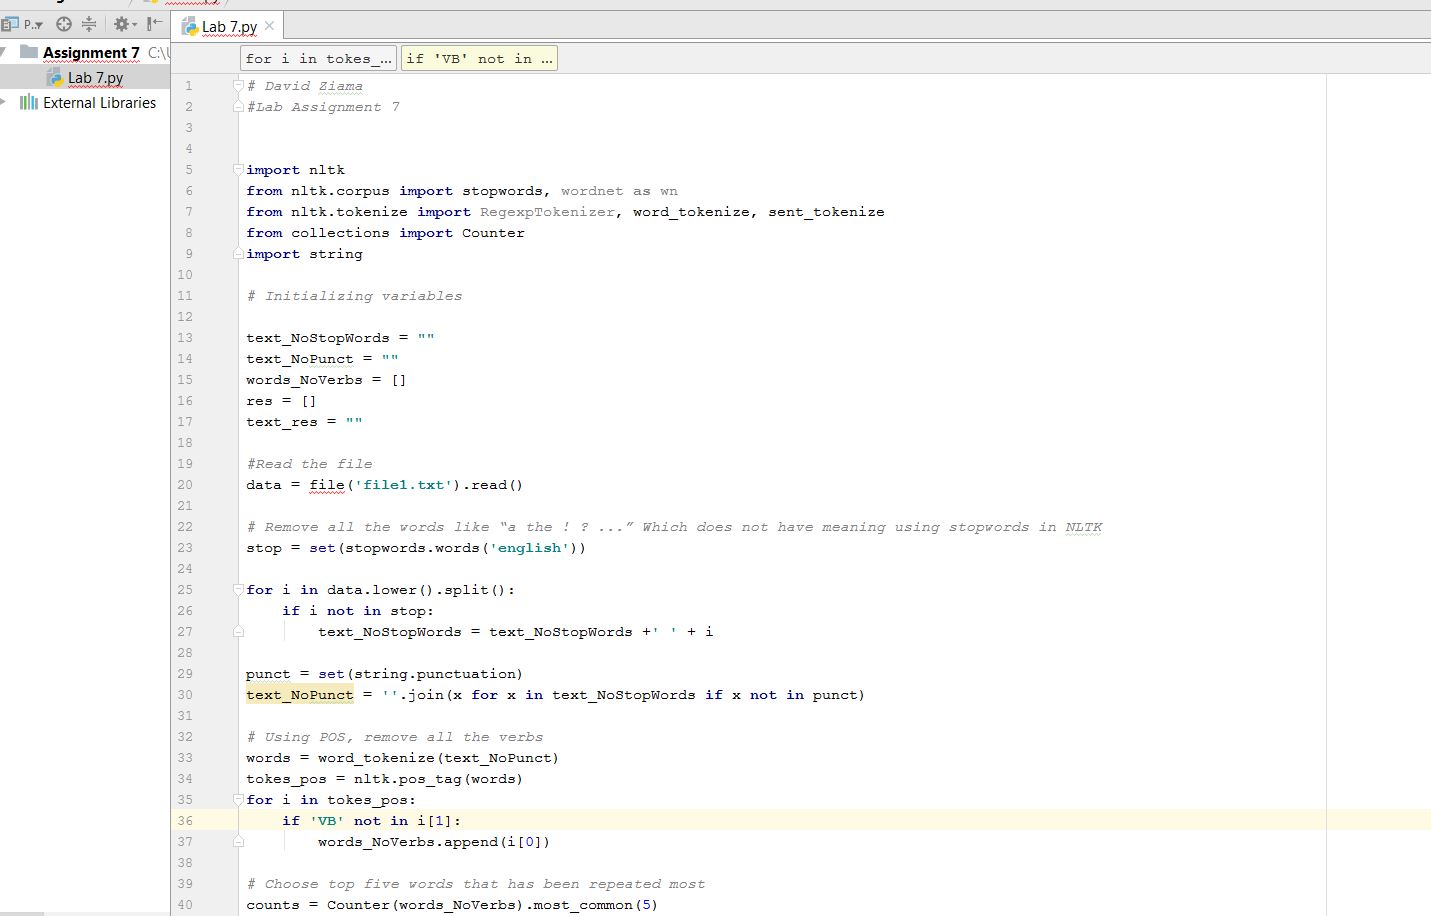 P..
Lab 7.py
Assignment 7 C:\
Lab 7.py
External Libraries
for i in tokes_...
if 'VB' not in ...
1 # David Ziama
2 #Lab Assignment 7
3
4
5 import nltk
6 from nltk.corpus import stopwords, wordnet as wn
7 from nltk.tokenize import RegexpTokenizer, word_tokenize, sent_tokenize
8 from collections import Counter
9 import string
10
11 # Initializing variables
12
13 text_NoStopWords = ""
14 text_NoPunct = ""
15 words_NoVerbs = []
16 res = []
17 text_res = ""
18
19 #Read the file
20 data = file('file1.txt').read()
21
22 # Remove all the words like “a the ! ? ...” Which does not have meaning using stopwords in NLTK
23 stop = set(stopwords.words('english'))
24
25 for i in data.lower().split():
26 if i not in stop:
27 text_NoStopWords = text_NoStopWords +' ' + i
28
29 punct = set(string.punctuation)
30 text_NoPunct = ''.join(x for x in text_NoStopWords if x not in punct)
31
32 # Using POS, remove all the verbs
33 words = word_tokenize(text_NoPunct)
34 tokes_pos = nltk.pos_tag(words)
35 for i in tokes_pos:
36 if 'VB' not in i[1]:
37 words_NoVerbs.append(i[0])
38
39 # Choose top five words that has been repeated most
40 counts = Counter(words_NoVerbs).most_common(5)